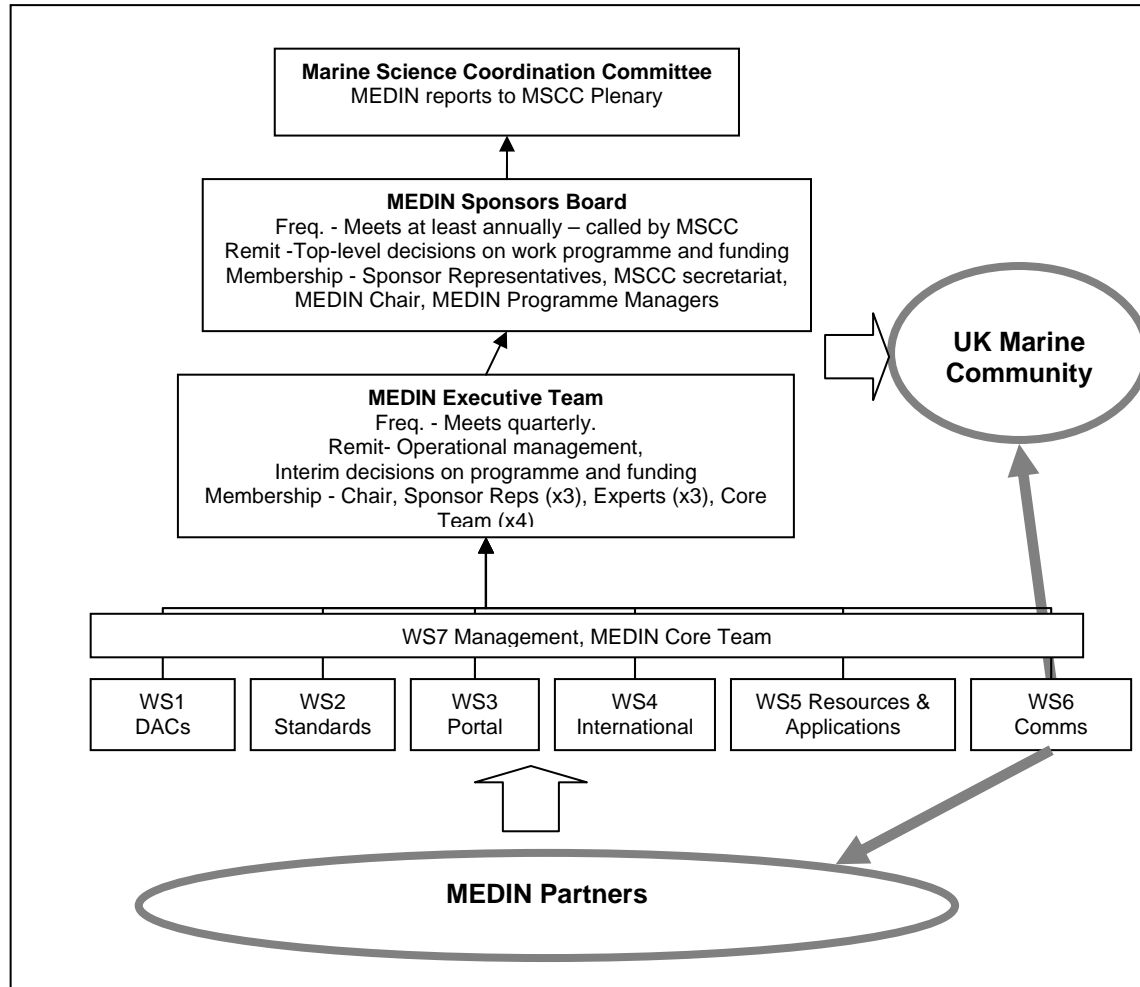 Marine Science Coordination Committee
MEDIN reports to MSCC Plenary
MEDIN Sponsors Board
Freq. - Meets at least annually – called by MSCC
Remit -Top-level decisions on work programme and funding
Membership - Sponsor Representatives, MSCC secretariat,
MEDIN Chair, MEDIN Programme Managers
UK Marine
Community
MEDIN Executive Team
Freq. - Meets quarterly.
Remit- Operational management,
Interim decisions on programme and funding
Membership - Chair, Sponsor Reps (x3), Experts (x3), Core
Team (x4)
WS7 Management, MEDIN Core Team
WS1
DACs
WS2
Standards
WS3
Portal
WS4
International
WS5 Resources &
Applications
WS6
Comms
MEDIN Partners